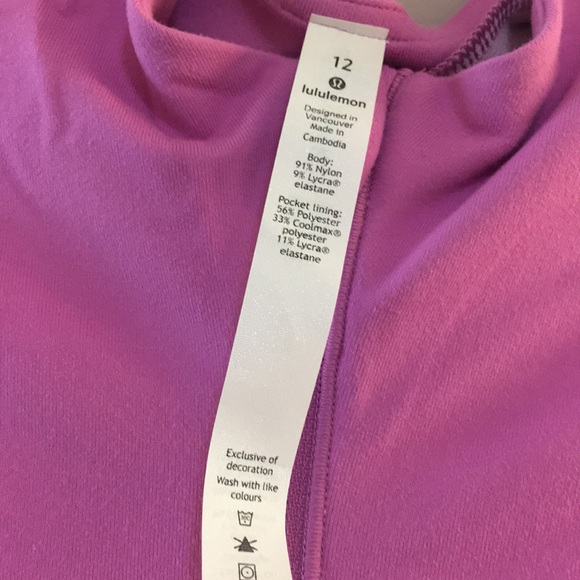 12
lululemon
Designed in
Vancouver
Made in
Cambodia
Body:
91% Nylon
9% Lycra®
elastane
Pocket lining:
56% Polyester
33% Coolmax®
polyester
11% Lycra®
elastane
Exclusive of
decoration
Wash with like
colours